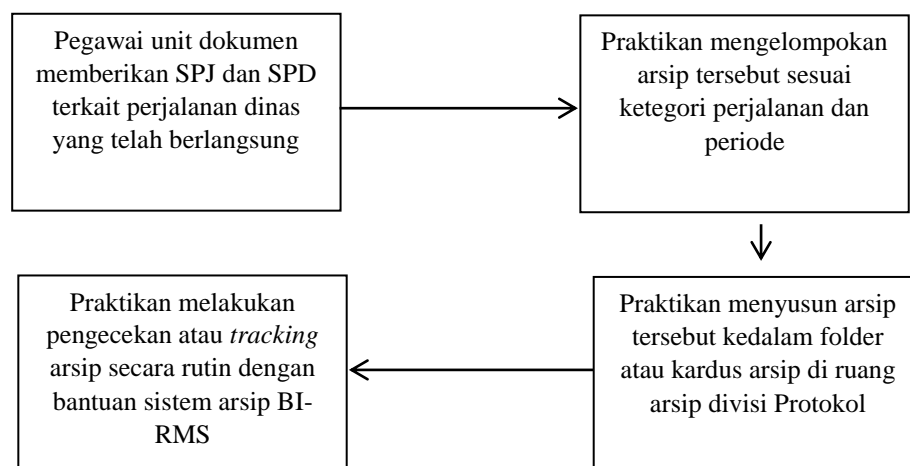 Pegawai unit dokumen
memberikan SPJ dan SPD
terkait perjalanan dinas
yang telah berlangsung
Praktikan mengelompokan
arsip tersebut sesuai
ketegori perjalanan dan
periode
Praktikan menyusun arsip
tersebut kedalam folder
atau kardus arsip di ruang
arsip divisi Protokol
Praktikan melakukan
pengecekan atau tracking
arsip secara rutin dengan
bantuan sistem arsip BI-
RMS